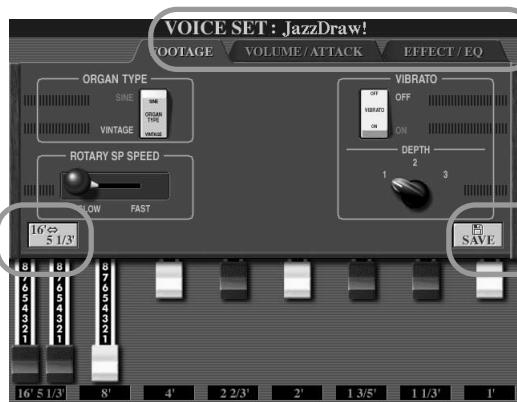 VOICE SET : JazzDraw!
FOOTAGE VOLUME / ATTACK EFFECT / EQ
ORGAN TYPE
SINE
VINTAGE
SINE
ORGAN
TYPE
VINTAGE
VIBRATO
OFF
ON
OFF
VIBRATO
ON
DEPTH
1 2 3
ROTARY SP SPEED
SLOW FAST
16'⇔
5 1/3'
SAVE
8 8
7 7 8
6 6 7
5 5 6
4 4 5
3 3 4
2 2 3
1 1 2
1
16' 5 1/3' 8' 4' 2 2/3' 2' 1 3/5' 1 1/3' 1'